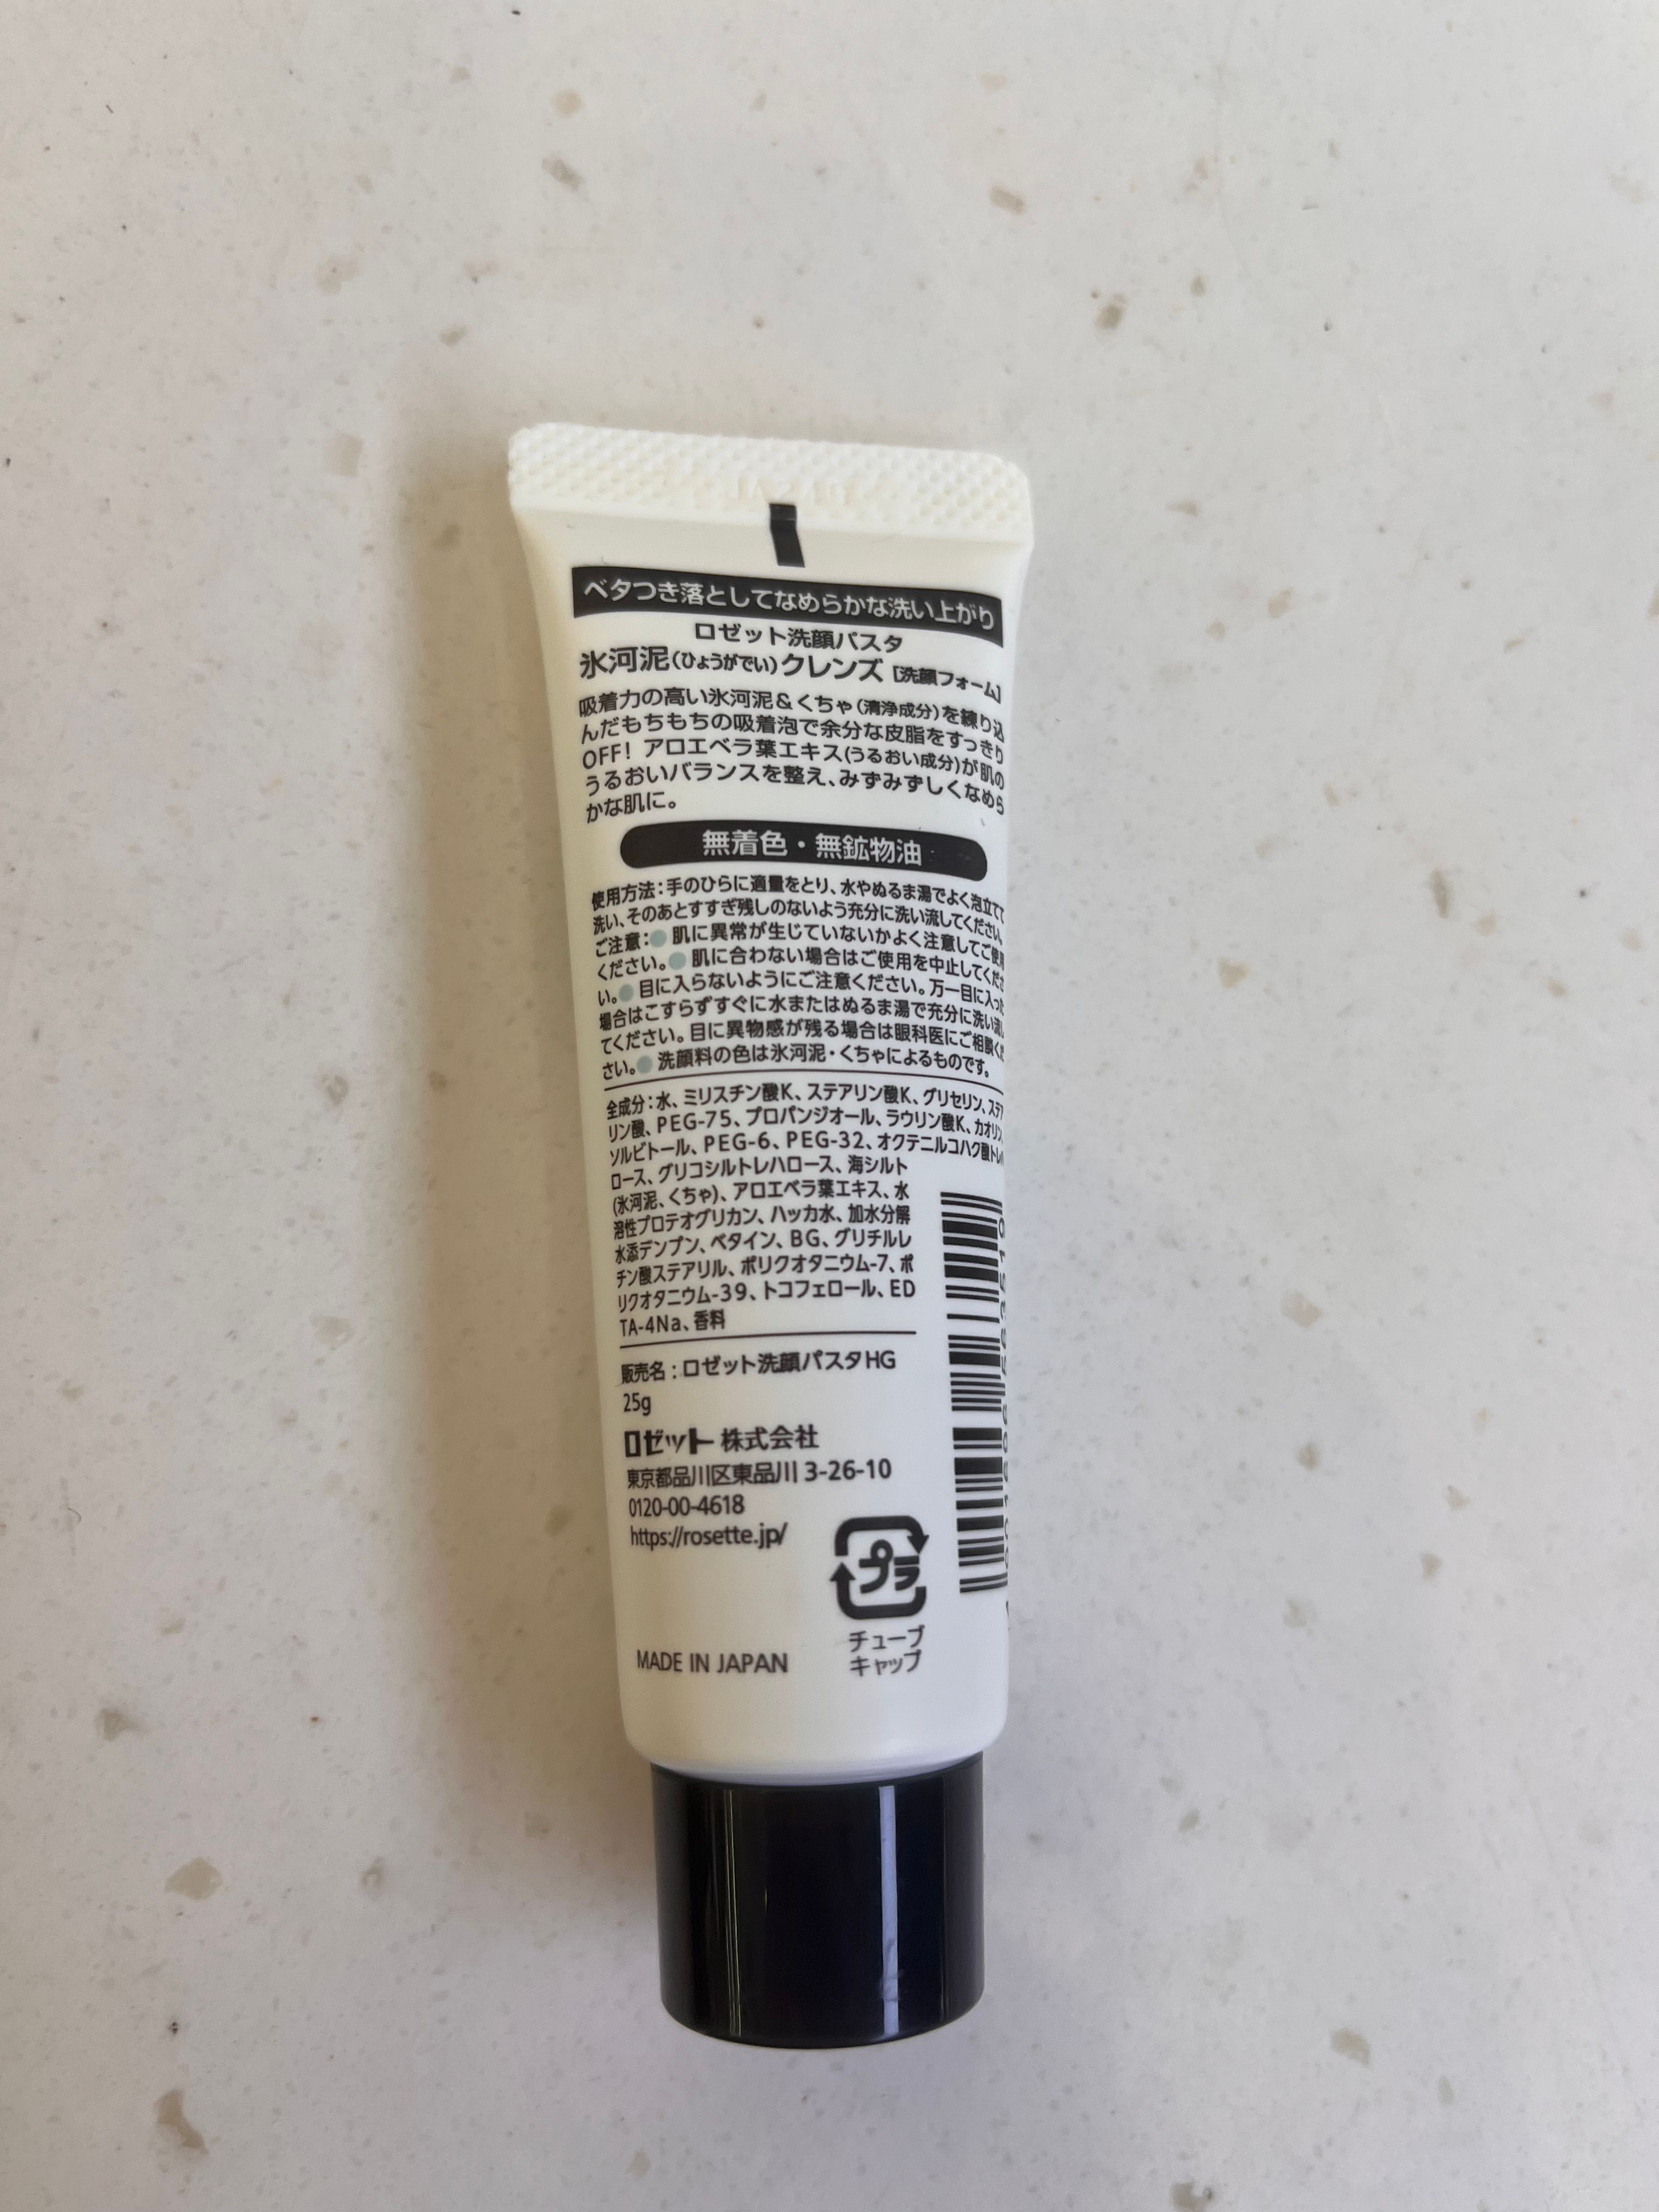 ベタつき落としてなめらかな洗い上がり
ロゼット洗顔パスタ
氷河泥(ひょうがでい)クレンズ [洗顔フォーム]
吸着力の高い氷河泥&くちゃ(清浄成分)を練り込
んだもちもちの吸着泡で余分な皮脂をすっきり
OFF! アロエベラ葉エキス(うるおい成分)が肌の
うるおいバランスを整え、みずみずしくなめら
かな肌に。
無着色・無鉱物油
使用方法:手のひらに適量をとり、水やぬるま湯でよく泡立てて
洗い、そのあとすすぎ残しのないよう充分に洗い流してください。
ご注意:● 肌に異常が生じていないかよく注意してご使用
ください。● 肌に合わない場合はご使用を中止してくださ
い。● 目に入らないようにご注意ください。万一目に入った
場合はこすらずすぐに水またはぬるま湯で充分に洗い流し
てください。目に異物感が残る場合は眼科医にご相談くだ
さい。● 洗顔料の色は氷河泥・くちゃによるものです。
全成分:水、ミリスチン酸K、ステアリン酸K、グリセリン、ステア
リン酸、PEG-75、プロパンジオール、ラウリン酸K、カオリン、
ソルビトール、PEG-6、PEG-32、オクテニルコハク酸トレハ
ロース、グリコシルトレハロース、海シルト
(氷河泥、くちゃ)、アロエベラ葉エキス、水
溶性プロテオグリカン、ハッカ水、加水分解
水添デンプン、ベタイン、BG、グリチルレ
チン酸ステアリル、ポリクオタニウム-7、ポ
リクオタニウム-39、トコフェロール、ED
TA-4Na、香料
販売名:ロゼット洗顔パスタHG
25g
ロゼット 株式会社
東京都品川区東品川 3-26-10
0120-00-4618
https://rosette.jp/
プラ
チューブ
キャップ
MADE IN JAPAN